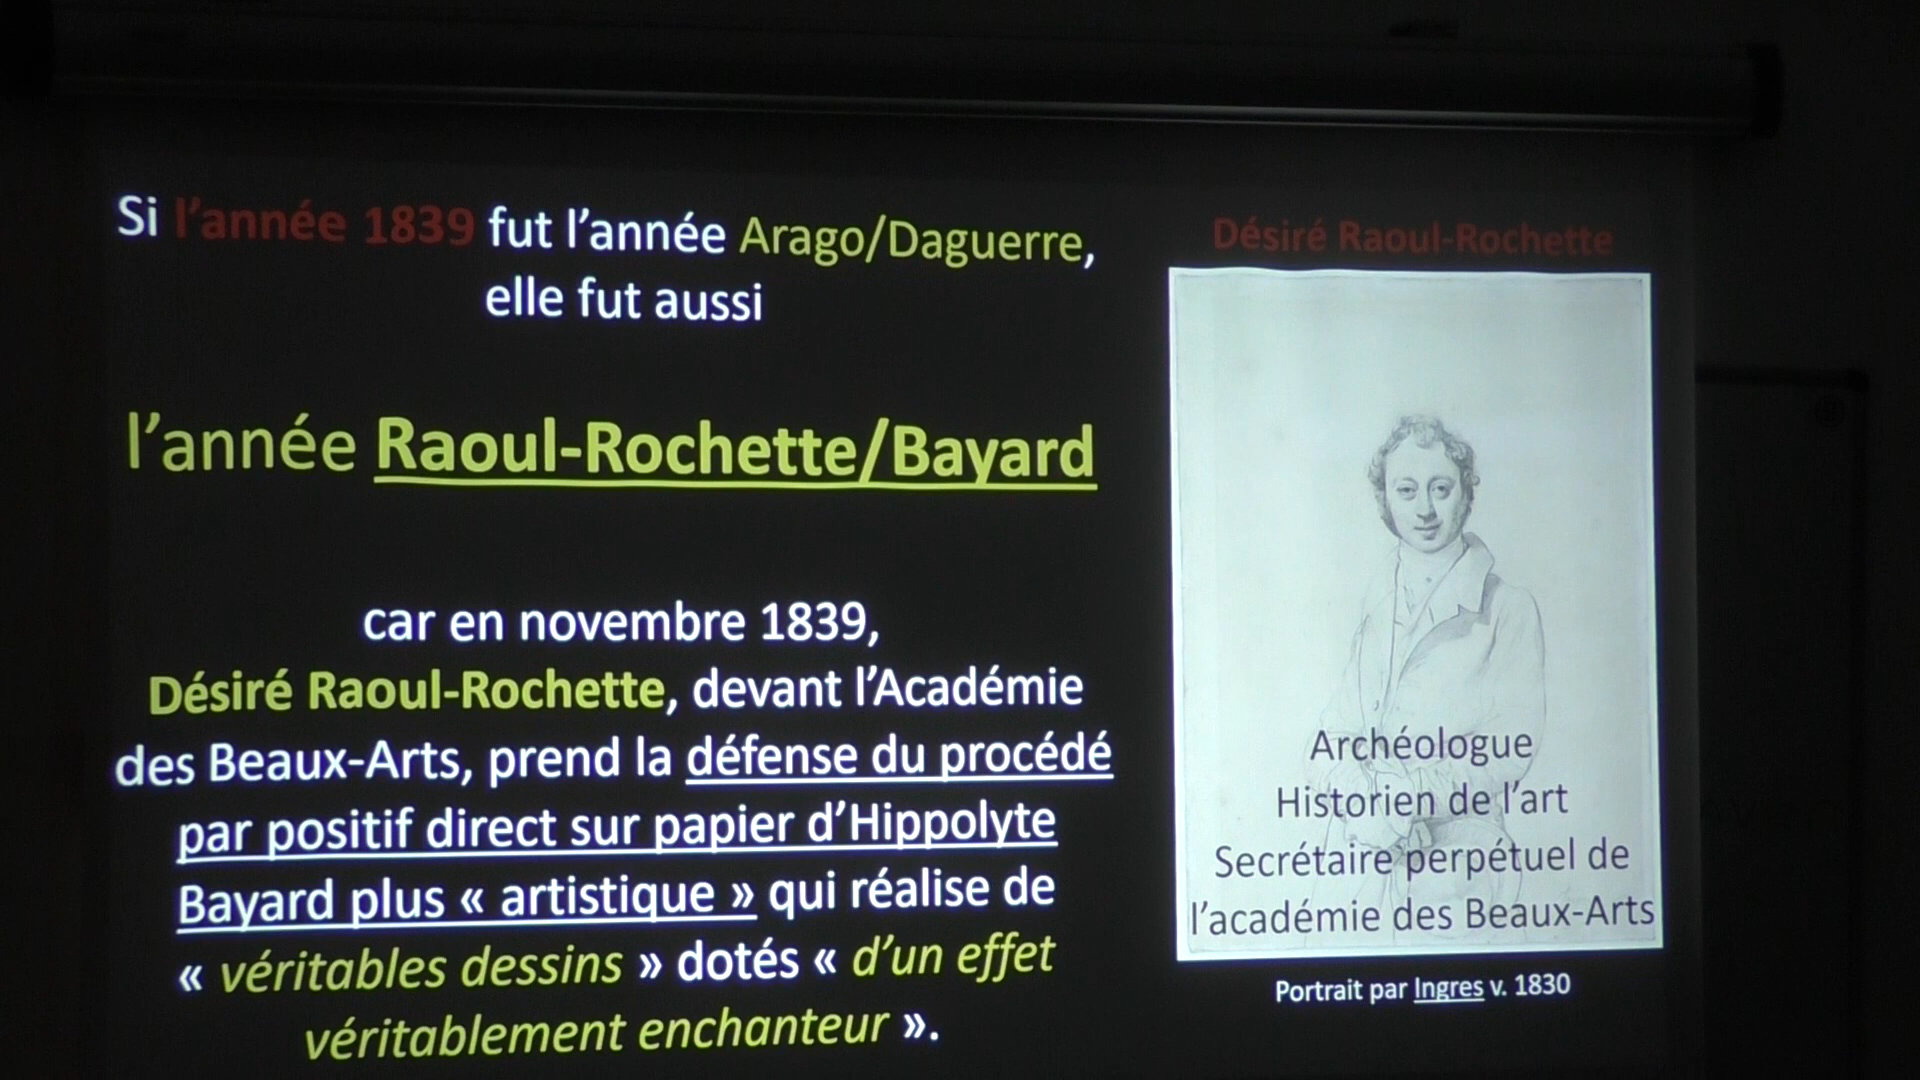 Si l'année 1839 fut l'année Arago/Daguerre,
elle fut aussi
l'année Raoul-Rochette/Bayard
car en novembre 1839,
Désiré Raoul-Rochette, devant l'Académie
des Beaux-Arts, prend la défense du procédé
par positif direct sur papier d'Hippolyte
Bayard plus « artistique » qui réalise de
« véritables dessins » dotés « d'un effet
véritablement enchanteur ».
Désiré Raoul-Rochette
Archéologue
Historien de l'art
Secrétaire perpétuel de
l'académie des Beaux-Arts
Portrait par Ingres v. 1830